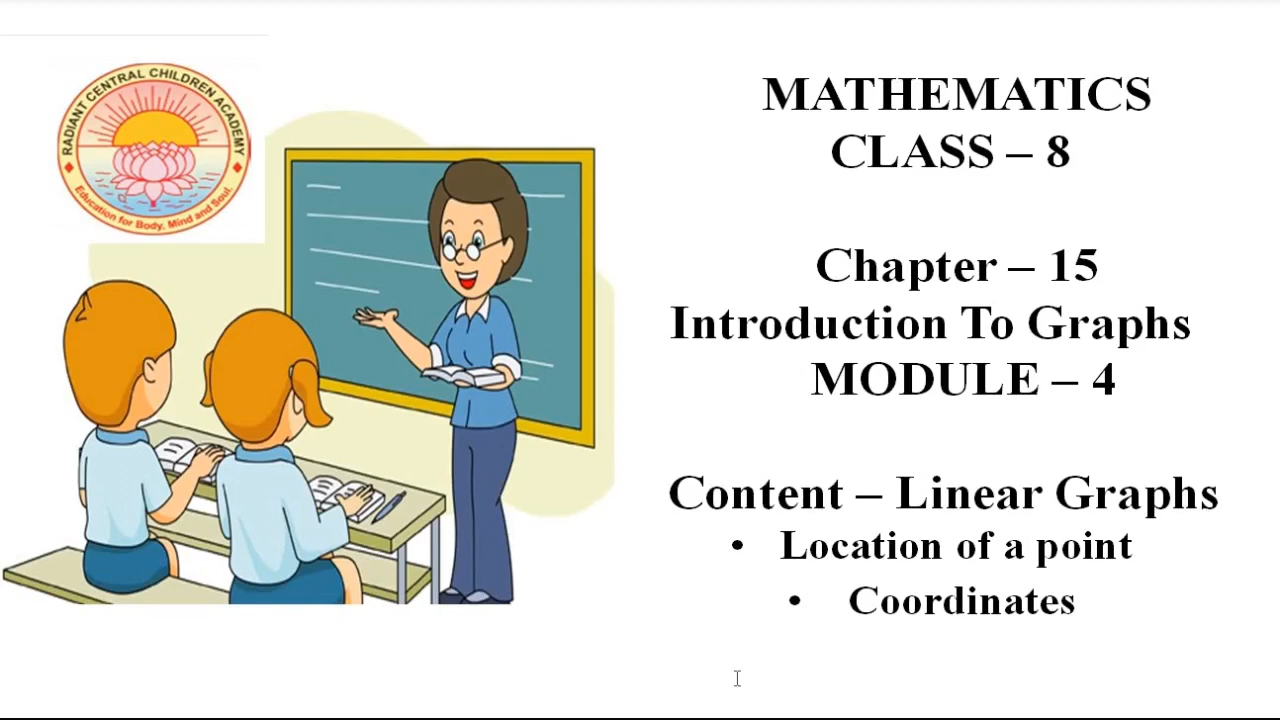 RADIANT CENTRAL CHILDREN ACADEMY
Education for Body, Mind and Soul.
MATHEMATICS
CLASS – 8
Chapter – 15
Introduction To Graphs
MODULE – 4
Content – Linear Graphs
• Location of a point
• Coordinates